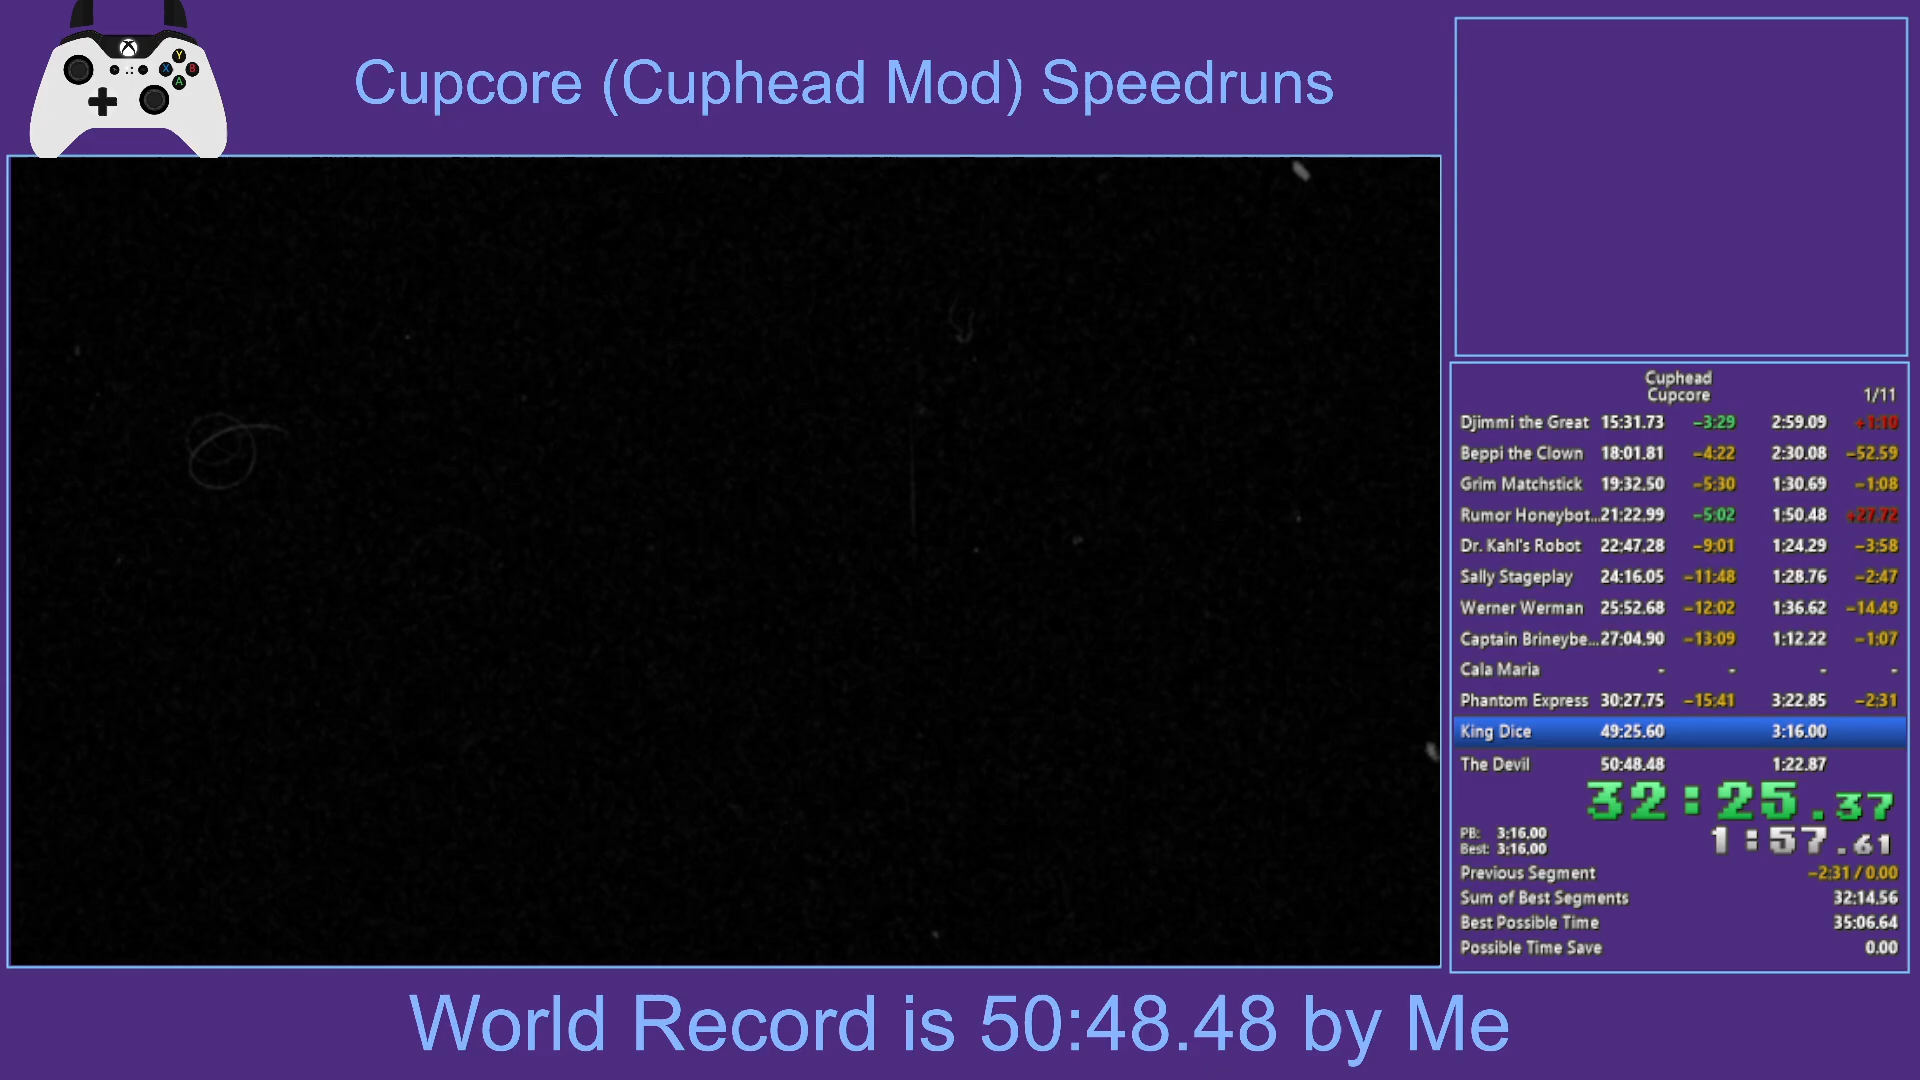 Cupcore (Cuphead Mod) Speedruns
Y
X B
A
Cuphead
Cupcore 1/11
Djimmi the Great 15:31.73 -3:29 2:59.09 +1:10
Beppi the Clown 18:01.81 -4:22 2:30.08 -52.59
Grim Matchstick 19:32.50 -5:30 1:30.69 -1:08
Rumor Honeybot... 21:22.99 -5:02 1:50.48 +27.72
Dr. Kahl's Robot 22:47.28 -9:01 1:24.29 -3:58
Sally Stageplay 24:16.05 -11:48 1:28.76 -2:47
Werner Werman 25:52.68 -12:02 1:36.62 -14.49
Captain Brineybe... 27:04.90 -13:09 1:12.22 -1:07
Cala Maria - - - -
Phantom Express 30:27.75 -15:41 3:22.85 -2:31
King Dice 49:25.60 3:16.00
The Devil 50:48.48 1:22.87
32:25.37
PB: 3:16.00
Best: 3:16.00
1:57.61
Previous Segment -2:31 / 0.00
Sum of Best Segments 32:14.56
Best Possible Time 35:06.64
Possible Time Save 0.00
World Record is 50:48.48 by Me